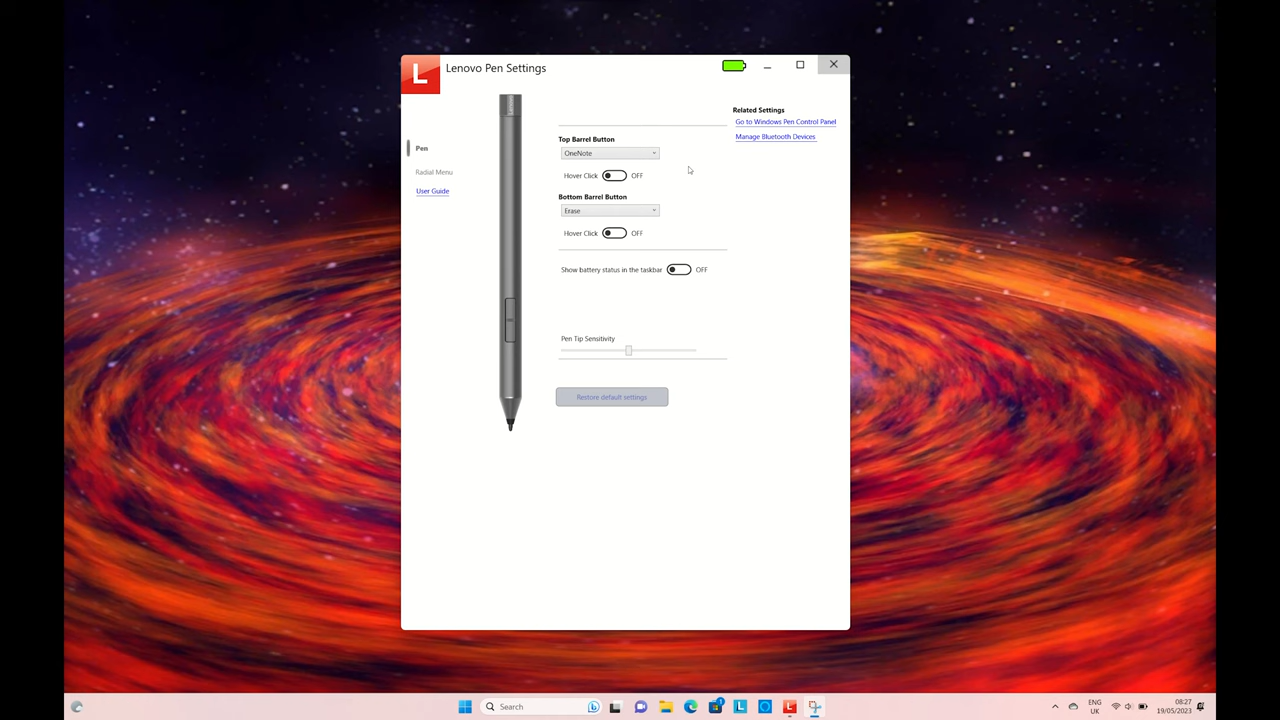 L Lenovo Pen Settings
Related Settings
Go to Windows Pen Control Panel
Manage Bluetooth Devices
Pen
Radial Menu
User Guide
Lenovo
Top Barrel Button
OneNote
Hover Click OFF
Bottom Barrel Button
Erase
Hover Click OFF
Show battery status in the taskbar OFF
Pen Tip Sensitivity
Restore default settings
Search
L
L
ENG
UK
08:27
19/05/2023